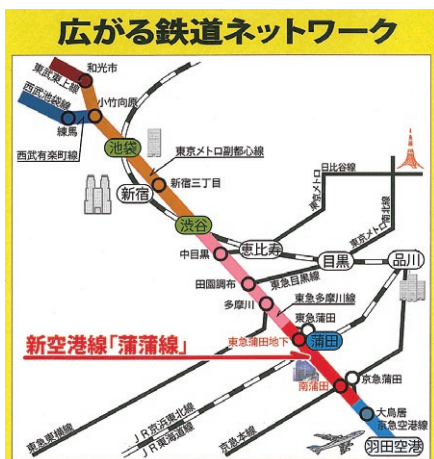 広がる鉄道ネットワーク
和光市
東武東上線
小竹向原
西武池袋線
練馬
西武有楽町線
池袋
東京メトロ副都心線
新宿三丁目
新宿
渋谷
東京メトロ
日比谷線
東京メトロ南北線
恵比寿
目黒
品川
中目黒
田園調布
東急目黒線
多摩川
東急多摩川線
東急蒲田
東急蒲田地下
蒲田
新空港線「蒲蒲線」
南蒲田
京急蒲田
大鳥居
京急空港線
羽田空港
東急東横線
JR京浜東北線
JR東海道線
京急本線